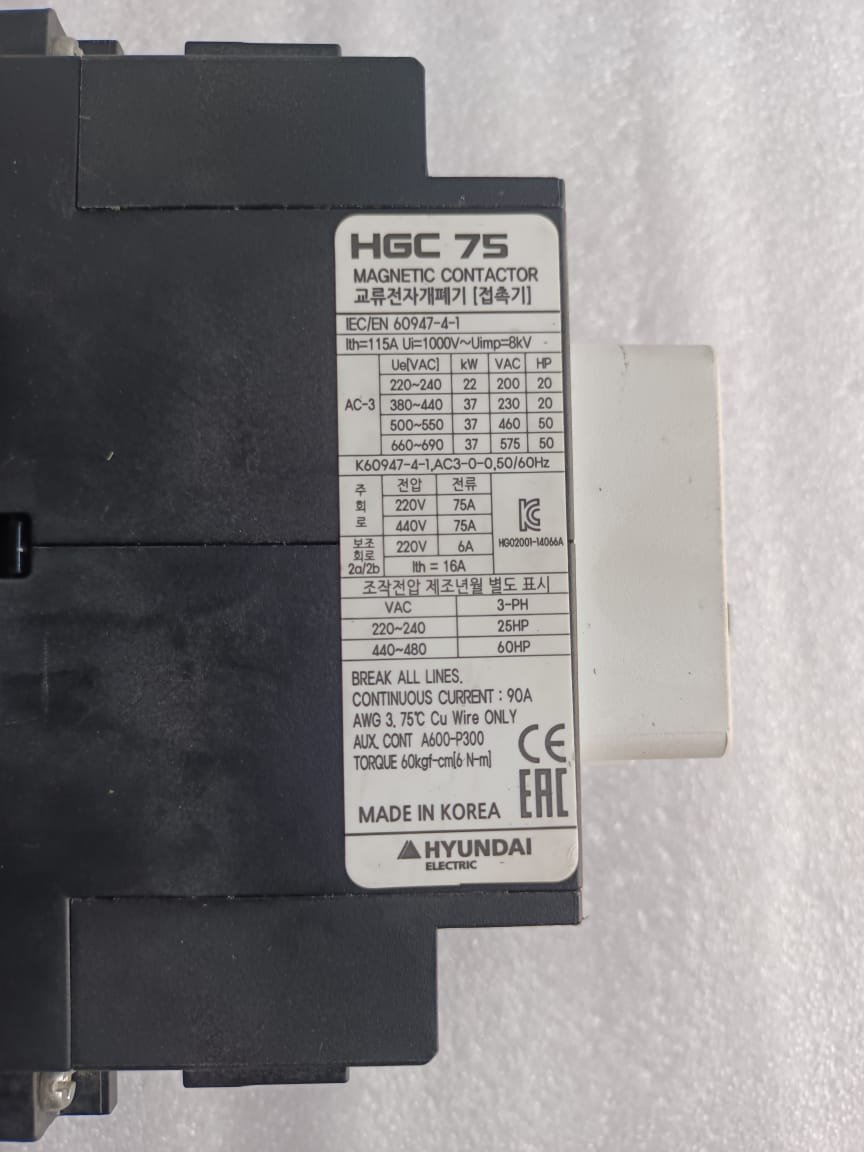 HGC 75
MAGNETIC CONTACTOR
교류전자개폐기 [접촉기]
IEC/EN 60947-4-1
Ith=115A Ui=1000V~Uimp=8kV
AC-3
Ue[VAC] kW VAC HP
220~240 22 200 20
380~440 37 230 20
500~550 37 460 50
660~690 37 575 50
K60947-4-1,AC3-0-0,50/60Hz
주회로 전압 전류
220V 75A
440V 75A
보조회로 2a/2b 220V 6A
Ith = 16A
HG02001-14066A
조작전압 제조년월 별도 표시
VAC 3-PH
220~240 25HP
440~480 60HP
BREAK ALL LINES.
CONTINUOUS CURRENT : 90A
AWG 3, 75℃ Cu Wire ONLY
AUX. CONT A600-P300
TORQUE 60kgf-cm[6 N-m]
CE
EAC
MADE IN KOREA
HYUNDAI
ELECTRIC